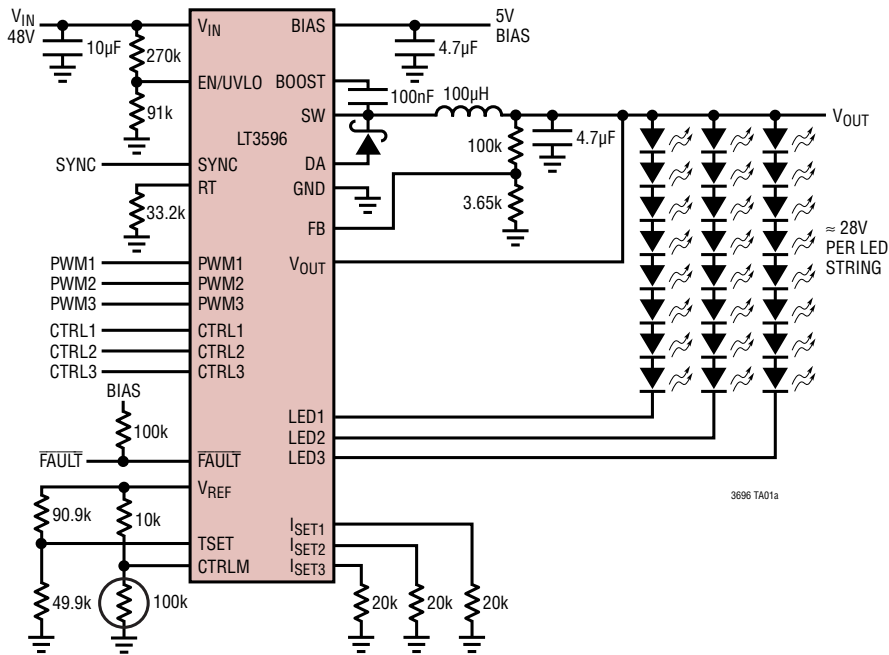 VIN
48V
10µF
270k
91k
VIN
EN/UVLO
BIAS
5V
BIAS
4.7µF
BOOST
100nF
100µH
SW
LT3596
DA
GND
FB
VOUT
100k
3.65k
4.7µF
VOUT
≈ 28V
PER LED
STRING
SYNC
SYNC
RT
33.2k
PWM1
PWM2
PWM3
PWM1
PWM2
PWM3
CTRL1
CTRL2
CTRL3
CTRL1
CTRL2
CTRL3
BIAS
100k
FAULT
FAULT
LED1
LED2
LED3
3696 TA01a
VREF
90.9k
10k
TSET
CTRLM
49.9k
100k
ISET1
ISET2
ISET3
20k
20k
20k